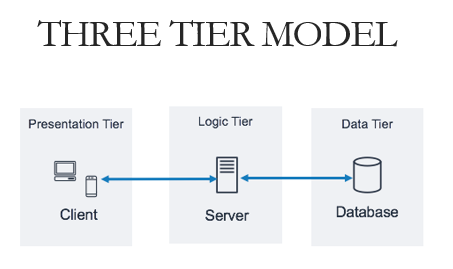 THREE TIER MODEL
Presentation Tier
Client
Logic Tier
Server
Data Tier
Database